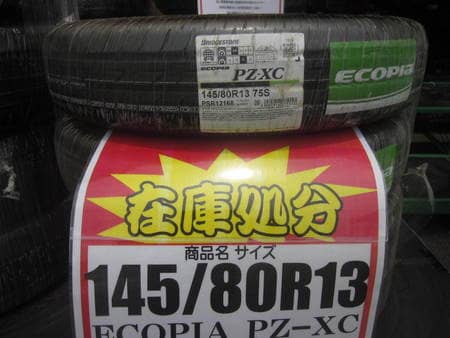 Bridgestone
ECOPIA
PZ-XC
145/80R13 75S
PSR12168
ECOPIA
在庫処分
商品名 サイズ
145/80R13
ECOPIA PZ-XC